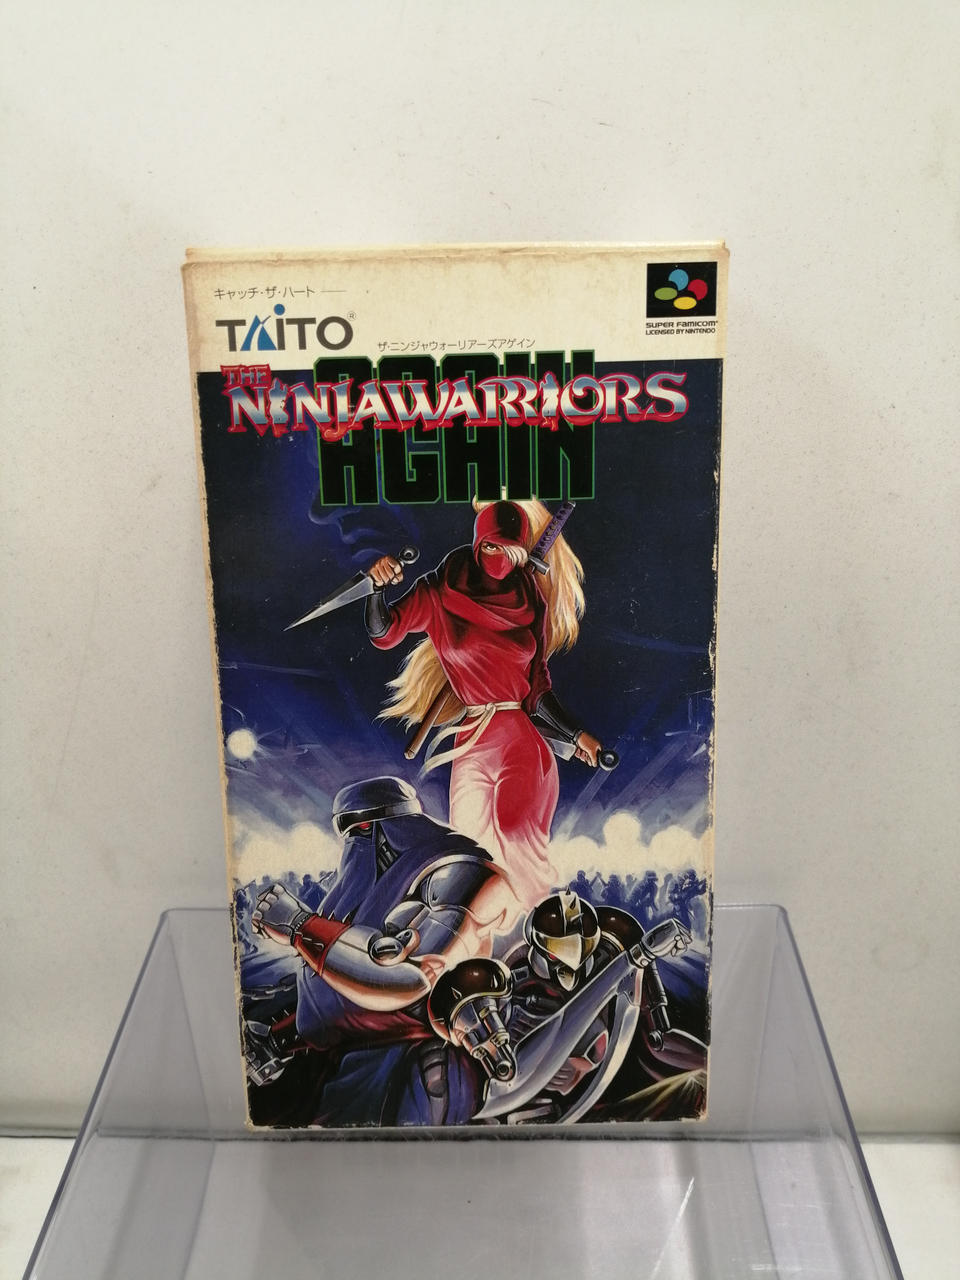 キャッチ・ザ・ハート
TAITO®
SUPER FAMICOM
LICENSED BY NINTENDO
ザ・ニンジャウォーリアーズアゲイン
THE
NINJAWARRIORS
AGAIN